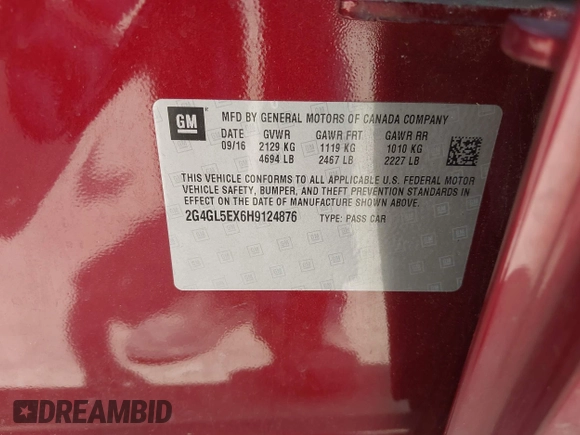 GM
MFD BY GENERAL MOTORS OF CANADA COMPANY
DATE GVWR GAWR FRT GAWR RR
09/16 2129 KG 1119 KG 1010 KG
4694 LB 2467 LB 2227 LB
THIS VEHICLE CONFORMS TO ALL APPLICABLE U.S. FEDERAL MOTOR
VEHICLE SAFETY, BUMPER, AND THEFT PREVENTION STANDARDS IN
EFFECT ON THE DATE OF MANUFACTURE SHOWN ABOVE.
2G4GL5EX6H9124876 TYPE: PASS CAR
DREAMBID